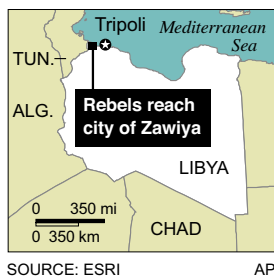 Tripoli
Mediterranean
Sea
TUN.
ALG.
Rebels reach
city of Zawiya
LIBYA
0 350 mi
0 350 km
CHAD
SOURCE: ESRI AP